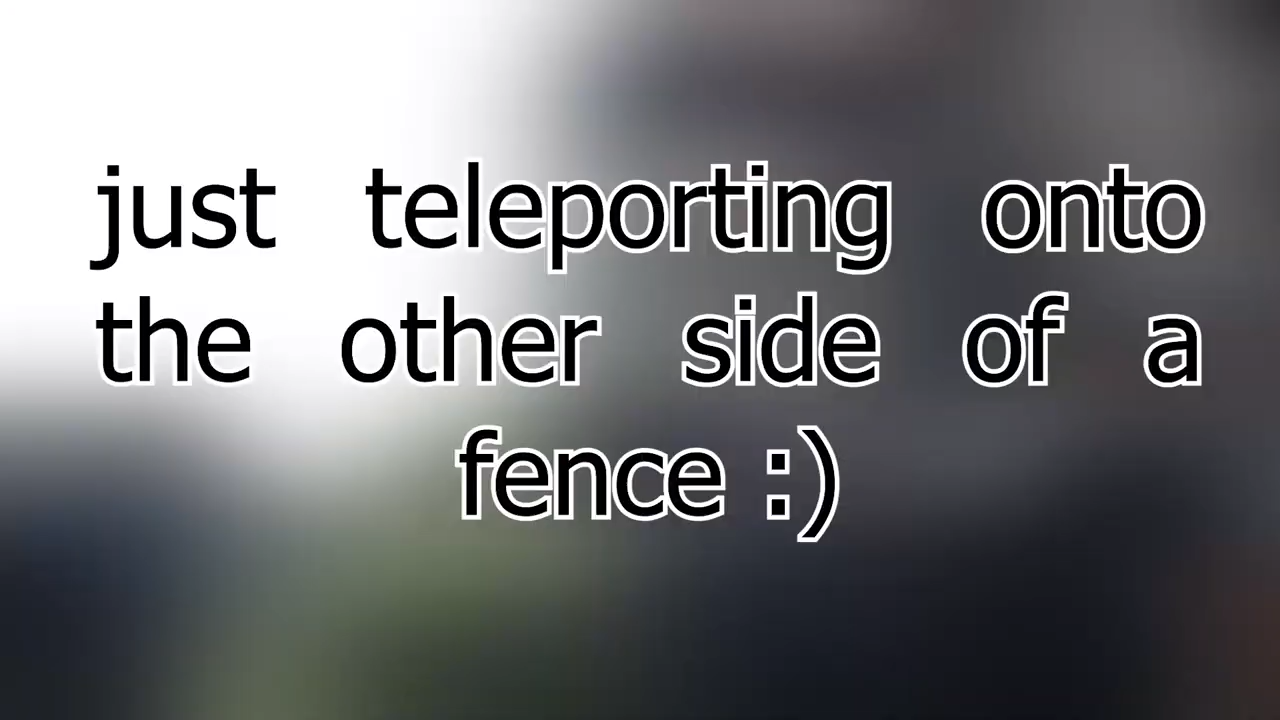 just teleporting onto
the other side of a
fence :)